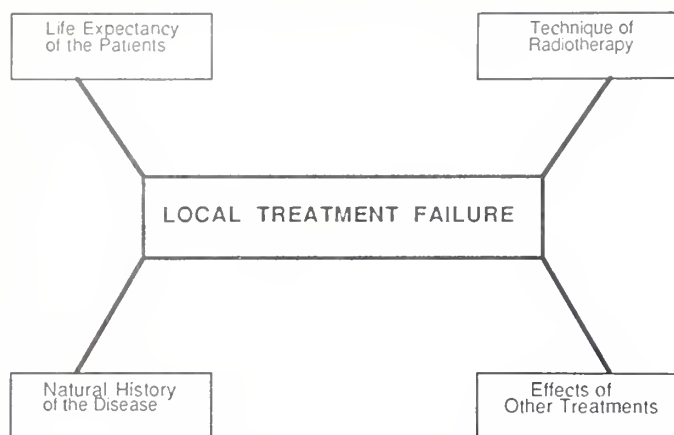 Life Expectancy
of the Patients
Technique of
Radiotherapy
LOCAL TREATMENT FAILURE
Natural History
of the Disease
Effects of
Other Treatments